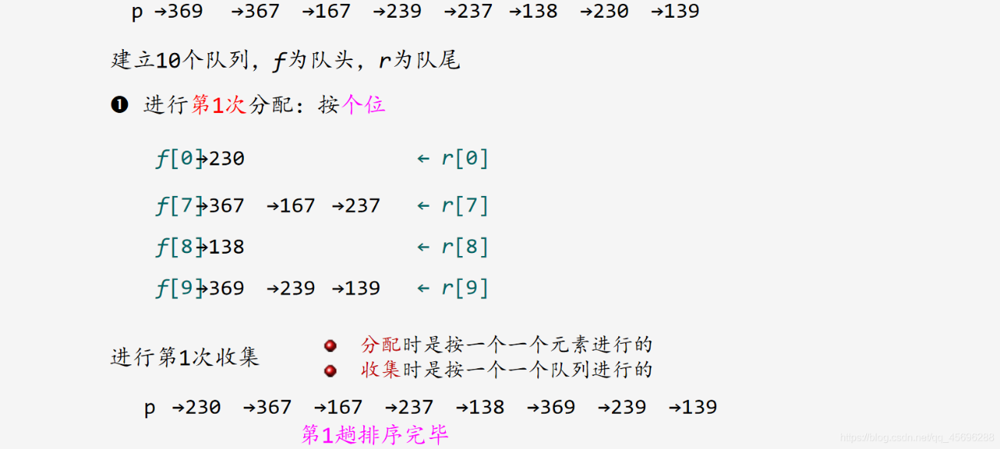 p →369 →367 →167 →239 →237 →138 →230 →139
建立10个队列，f为队头，r为队尾
❶ 进行第1次分配：按个位
f[0]→230 ← r[0]
f[7]→367 →167 →237 ← r[7]
f[8]→138 ← r[8]
f[9]→369 →239 →139 ← r[9]
分配时是按一个一个元素进行的
进行第1次收集
收集时是按一个一个队列进行的
p →230 →367 →167 →237 →138 →369 →239 →139
第1趟排序完毕
https://blog.csdn.net/qq_45696288